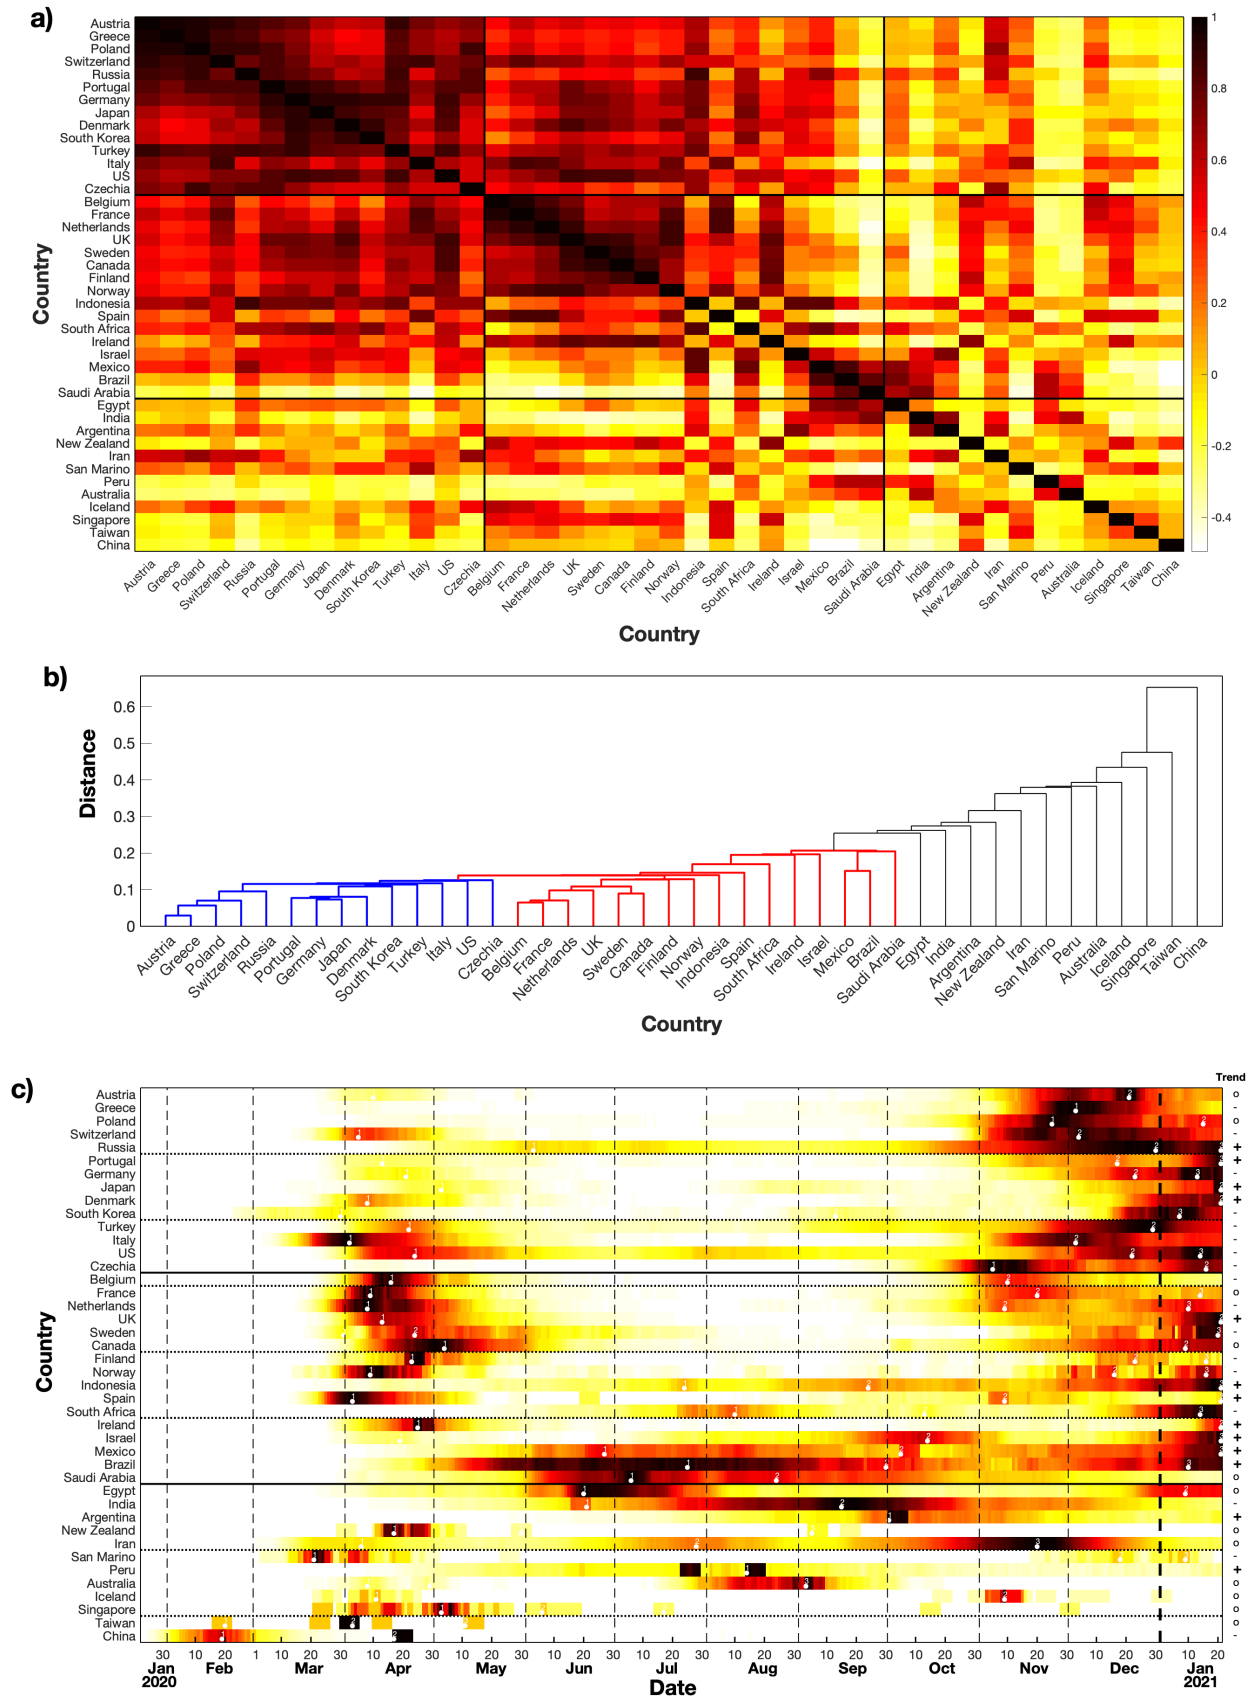 a)
Austria
Greece
Poland
Switzerland
Russia
Portugal
Germany
Japan
Denmark
South Korea
Turkey
Italy
US
Czechia
Belgium
France
Netherlands
UK
Sweden
Canada
Finland
Norway
Indonesia
Spain
South Africa
Ireland
Israel
Mexico
Brazil
Saudi Arabia
Egypt
India
Argentina
New Zealand
Iran
San Marino
Peru
Australia
Iceland
Singapore
Taiwan
China
Country
1
0.8
0.6
0.4
0.2
0
-0.2
-0.4
Austria Greece Poland Switzerland Russia Portugal Germany Japan Denmark South Korea Turkey Italy US Czechia Belgium France Netherlands UK Sweden Canada Finland Norway Indonesia Spain South Africa Ireland Israel Mexico Brazil Saudi Arabia Egypt India Argentina New Zealand Iran San Marino Peru Australia Iceland Singapore Taiwan China
Country
b)
0.6
0.5
0.4
0.3
0.2
0.1
0
Distance
Austria Greece Poland Switzerland Russia Portugal Germany Japan Denmark South Korea Turkey Italy US Czechia Belgium France Netherlands UK Sweden Canada Finland Norway Indonesia Spain South Africa Ireland Israel Mexico Brazil Saudi Arabia Egypt India Argentina New Zealand Iran San Marino Peru Australia Iceland Singapore Taiwan China
Country
c)
Trend
Austria o
Greece -
Poland o
Switzerland -
Russia +
Portugal +
Germany -
Japan +
Denmark +
South Korea -
Turkey -
Italy -
US -
Czechia -
Belgium -
France o
Netherlands -
UK +
Sweden -
Canada o
Finland -
Norway -
Indonesia +
Spain +
South Africa -
Ireland +
Israel +
Mexico +
Brazil +
Saudi Arabia o
Egypt o
India -
Argentina +
New Zealand o
Iran o
San Marino -
Peru +
Australia o
Iceland o
Singapore o
Taiwan o
China -
Country
30 10 20 1 10 20 30 10 20 30 10 20 30 10 20 30 10 20 30 10 20 30 10 20 30 10 20 30 10 20 30 10 20 30 10 20
Jan Feb Mar Apr May Jun Jul Aug Sep Oct Nov Dec Jan
2020 2021
Date